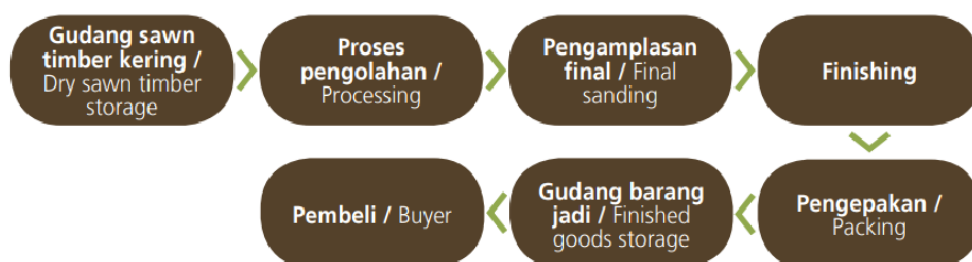 Gudang sawn
timber kering /
Dry sawn timber
storage
Proses
pengolahan /
Processing
Pengamplasan
final / Final
sanding
Finishing
Pengepakan /
Packing
Gudang barang
jadi / Finished
goods storage
Pembeli / Buyer